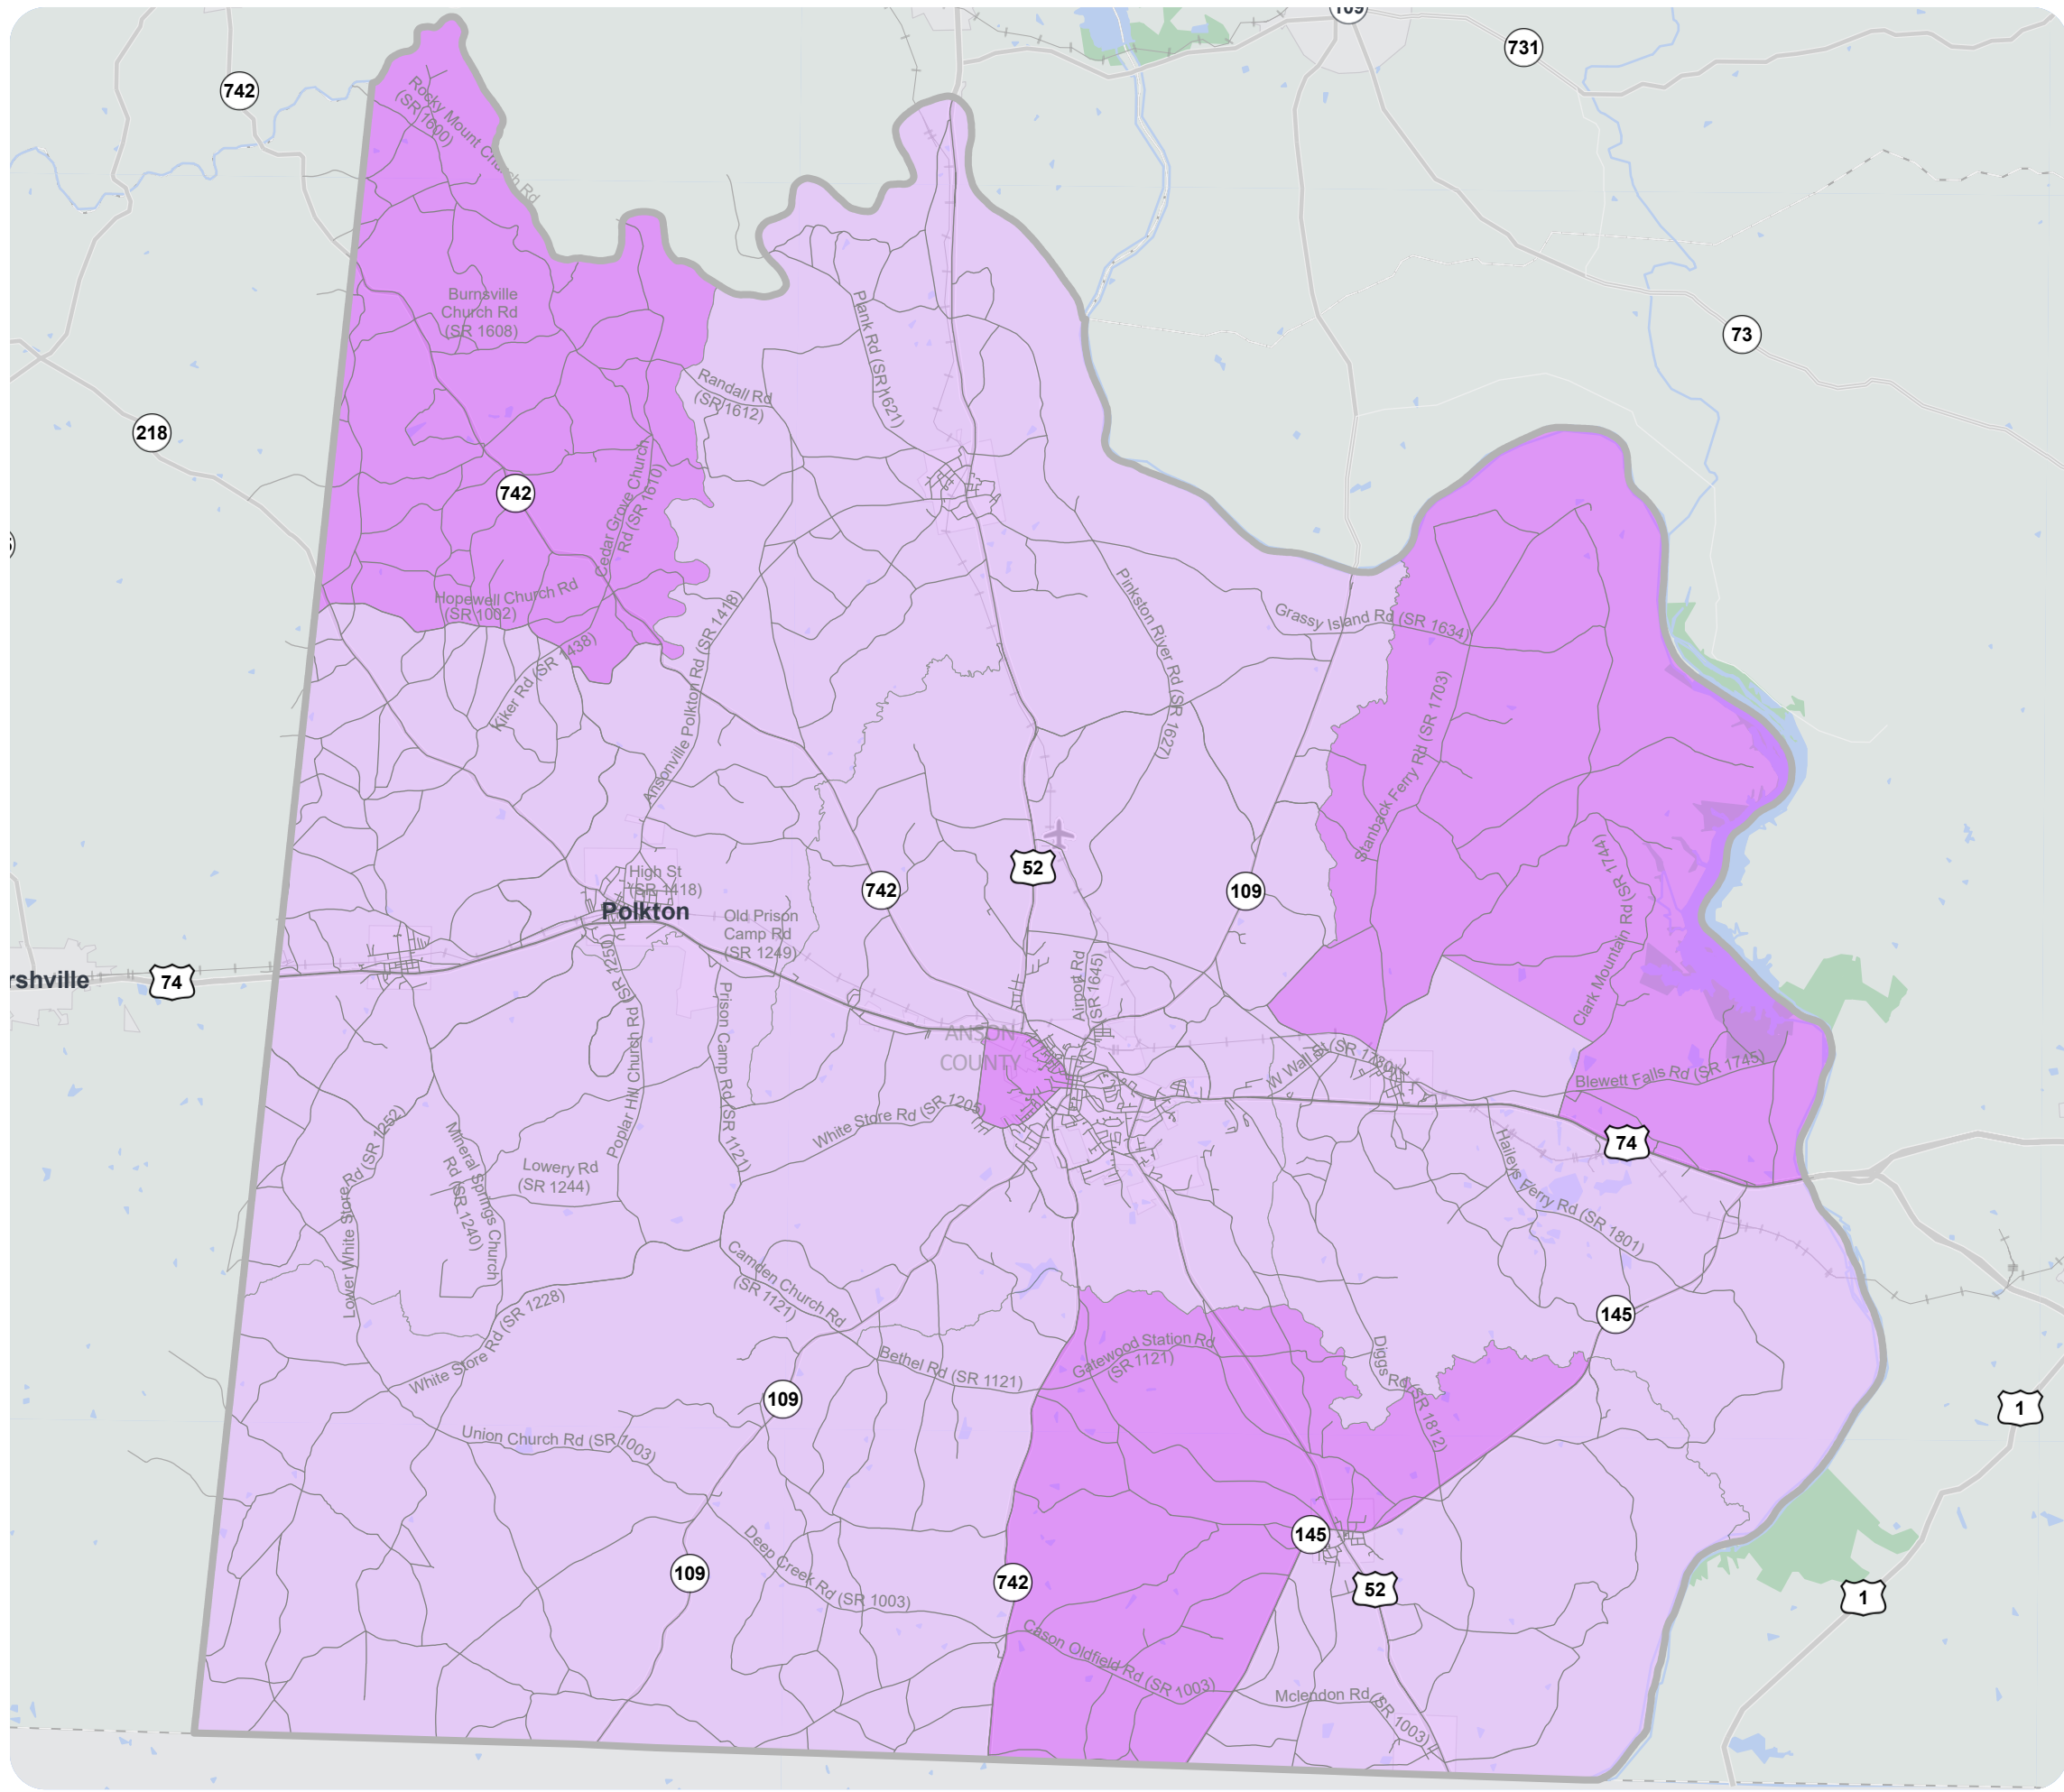 109
731
742
Rocky Mount Church Rd
(SR 1600)
Burnsville
Church Rd
(SR 1608)
73
Plank Rd (SR 1621)
Randall Rd
(SR 1612)
218
742
Cedar Grove Church
Rd (SR 1610)
Hopewell Church Rd
(SR 1002)
Kiker Rd (SR 1438)
Ansonville Polkton Rd (SR 1418)
Pinkston River Rd (SR 1627)
Grassy Island Rd (SR 1634)
Stanback Ferry Rd (SR 1703)
Clark Mountain Rd (SR 1744)
High St
(SR 1418)
Polkton
742
52
109
Old Prison
Camp Rd
(SR 1249)
rshville
74
Airport Rd
(SR 1645)
ANSON
COUNTY
Poplar Hill Church Rd (SR 1250)
Prison Camp Rd (SR 1121)
White Store Rd (SR 1205)
W Wall St (SR 1730)
Blewett Falls Rd (SR 1745)
74
Lower White Store Rd (SR 1252)
Mineral Springs Church
Rd (SR 1240)
Lowery Rd
(SR 1244)
Haileys Ferry Rd (SR 1801)
Camden Church Rd
(SR 1121)
White Store Rd (SR 1228)
145
Bethel Rd (SR 1121)
Gatewood Station Rd
(SR 1121)
Diggs Rd (SR 1812)
109
1
Union Church Rd (SR 1003)
145
Deep Creek Rd (SR 1003)
109
742
52
1
Cason Oldfield Rd (SR 1003)
Mclendon Rd (SR 1003)